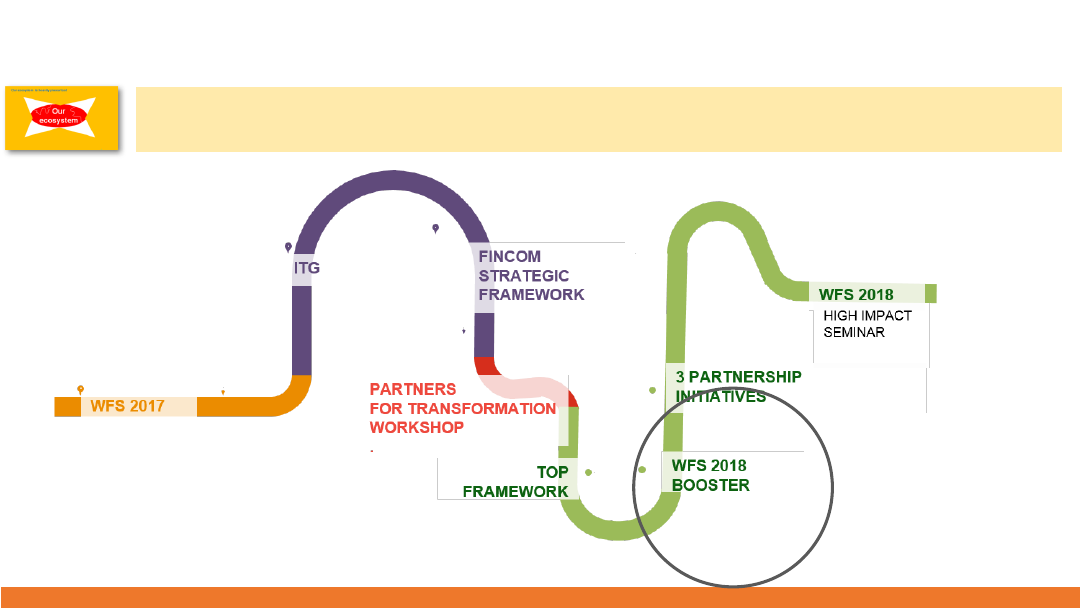 Our
ecosystem
ITG
FINCOM
STRATEGIC
FRAMEWORK
WFS 2018
HIGH IMPACT
SEMINAR
3 PARTNERSHIP
INITIATIVES
PARTNERS
FOR TRANSFORMATION
WORKSHOP
.
WFS 2017
TOP
FRAMEWORK
WFS 2018
BOOSTER